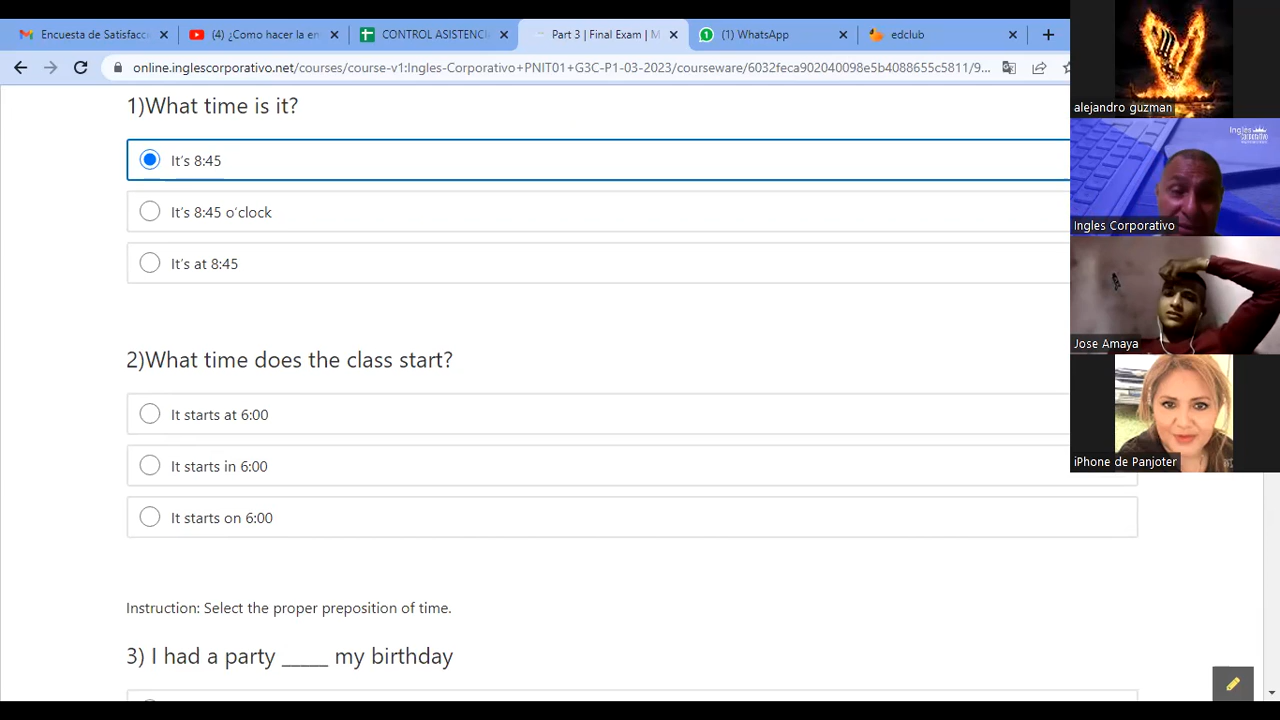 Encuesta de Satisfacc
(4) ¿Como hacer la en
CONTROL ASISTENCI
Part 3 | Final Exam | M
(1) WhatsApp
edclub
online.inglescorporativo.net/courses/course-v1:Ingles-Corporativo+PNIT01+G3C-P1-03-2023/courseware/6032feca902040098e5b4088655c5811/9...
1)What time is it?
It's 8:45
It's 8:45 o'clock
It's at 8:45
2)What time does the class start?
It starts at 6:00
It starts in 6:00
It starts on 6:00
Instruction: Select the proper preposition of time.
3) I had a party _____ my birthday
alejandro guzman
Ingles
Ingles Corporativo
Jose Amaya
iPhone de Panjoter